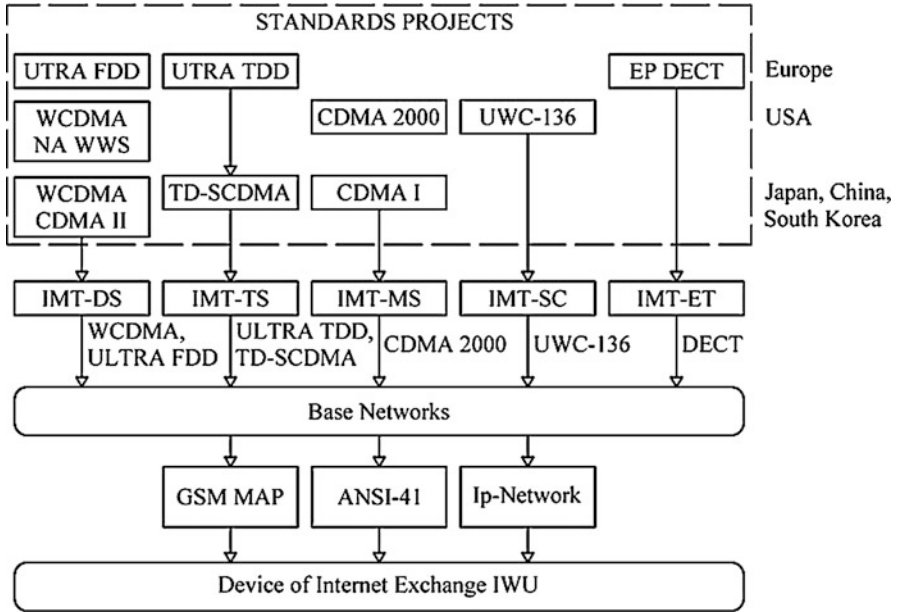 STANDARDS PROJECTS
UTRA FDD
UTRA TDD
EP DECT
Europe
WCDMA
NA WWS
CDMA 2000
UWC-136
USA
WCDMA
CDMA II
TD-SCDMA
CDMA I
Japan, China,
South Korea
IMT-DS
IMT-TS
IMT-MS
IMT-SC
IMT-ET
WCDMA,
ULTRA FDD
ULTRA TDD,
TD-SCDMA
CDMA 2000
UWC-136
DECT
Base Networks
GSM MAP
ANSI-41
Ip-Network
Device of Internet Exchange IWU